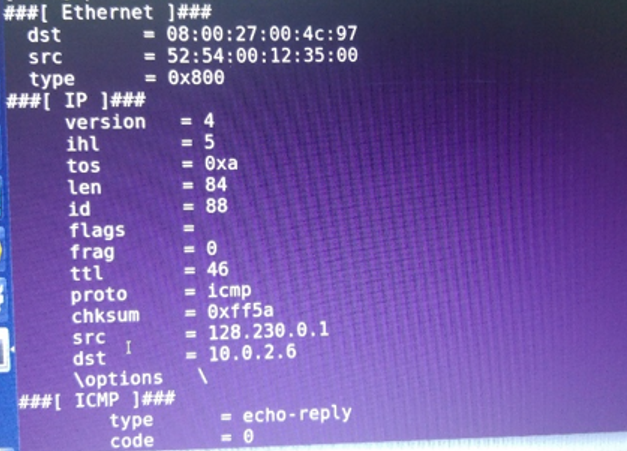 ###[ Ethernet ]###
dst = 08:00:27:00:4c:97
src = 52:54:00:12:35:00
type = 0x800
###[ IP ]###
version = 4
ihl = 5
tos = 0xa
len = 84
id = 88
flags =
frag = 0
ttl = 46
proto = icmp
chksum = 0xff5a
src = 128.230.0.1
dst = 10.0.2.6
\options \
###[ ICMP ]###
type = echo-reply
code = 0